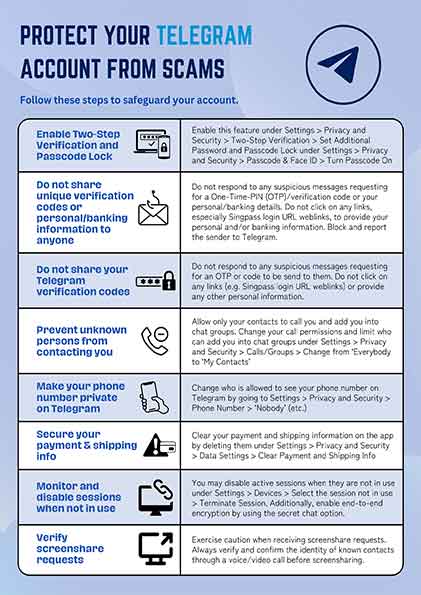 PROTECT YOUR TELEGRAM
ACCOUNT FROM SCAMS
Follow these steps to safeguard your account.
Enable Two-Step
Verification and
Passcode Lock
Enable this feature under Settings > Privacy and
Security > Two-Step Verification > Set Additional
Password and Passcode Lock under Settings > Privacy
and Security > Passcode & Face ID > Turn Passcode On
Do not share
unique verification
codes or
personal/banking
information to
anyone
Do not respond to any suspicious messages requesting
for a One-Time-PIN (OTP)/verification code or your
personal/banking details. Do not click on any links,
especially Singpass login URL weblinks, to provide your
personal and/or banking information. Block and report
the sender to Telegram.
Do not share your
Telegram
verification codes
Do not respond to any suspicious messages requesting
for an OTP or code to be send to them. Do not click on
any links (e.g. Singpass login URL weblinks) or provide
any other personal information.
Prevent unknown
persons from
contacting you
Allow only your contacts to call you and add you into
chat groups. Change your call permissions and limit who
can add you into chat groups under Settings > Privacy
and Security > Calls/Groups > Change from 'Everybody
to 'My Contacts'
Make your phone
number private
on Telegram
Change who is allowed to see your phone number on
Telegram by going to Settings > Privacy and Security >
Phone Number > 'Nobody' (etc.)
Secure your
payment & shipping
info
Clear your payment and shipping information on the app
by deleting them under Settings > Privacy and Security
> Data Settings > Clear Payment and Shipping Info
Monitor and
disable sessions
when not in use
You may disable active sessions when they are not in use
under Settings > Devices > Select the session not in use
> Terminate Session. Additionally, enable end-to-end
encryption by using the secret chat option.
Verify
screenshare
requests
Exercise caution when receiving screenshare requests.
Always verify and confirm the identity of known contacts
through a voice/video call before screensharing.